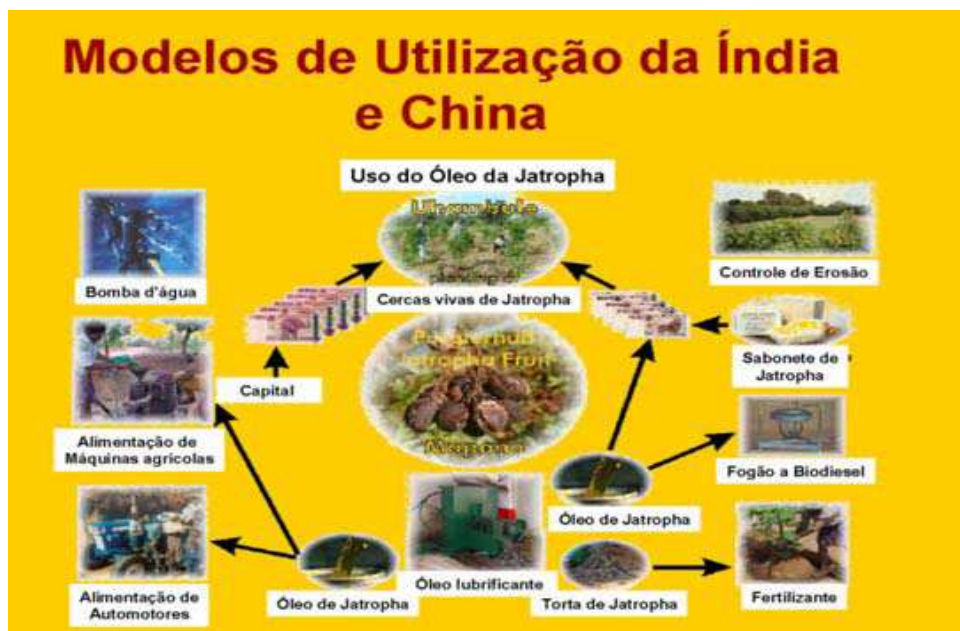 Modelos de Utilização da Índia
e China
Uso do Óleo da Jatropha
Bomba d'água
Cercas vivas de Jatropha
Controle de Erosão
Jatropha Fruit
Capital
Sabonete de
Jatropha
Alimentação de
Máquinas agrícolas
Fogão a Biodiesel
Óleo de Jatropha
Alimentação de
Automotores
Óleo de Jatropha
Óleo lubrificante
Torta de Jatropha
Fertilizante